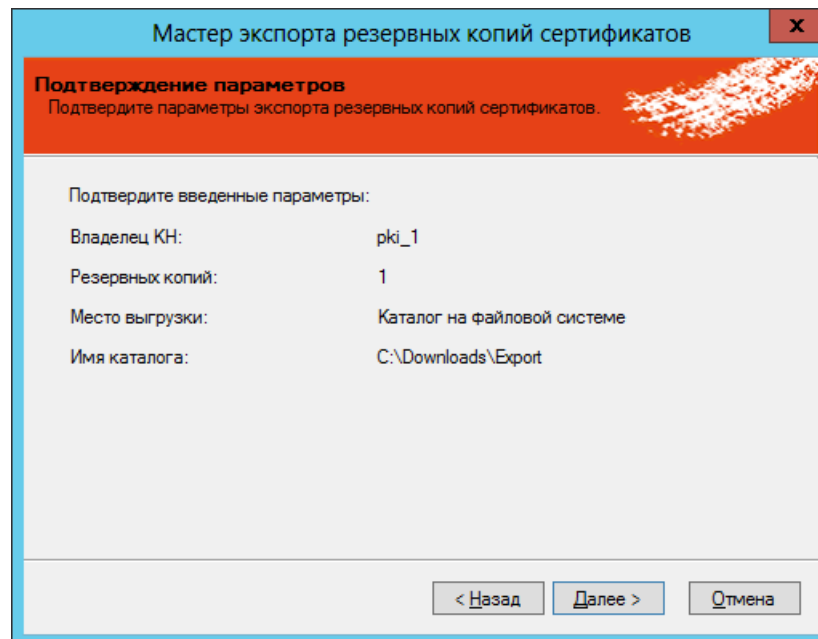 Мастер экспорта резервных копий сертификатов
x
Подтверждение параметров
Подтвердите параметры экспорта резервных копий сертификатов.
Подтвердите введенные параметры:
Владелец КН: pki_1
Резервных копий: 1
Место выгрузки: Каталог на файловой системе
Имя каталога: C:\Downloads\Export
< Назад Далее > Отмена